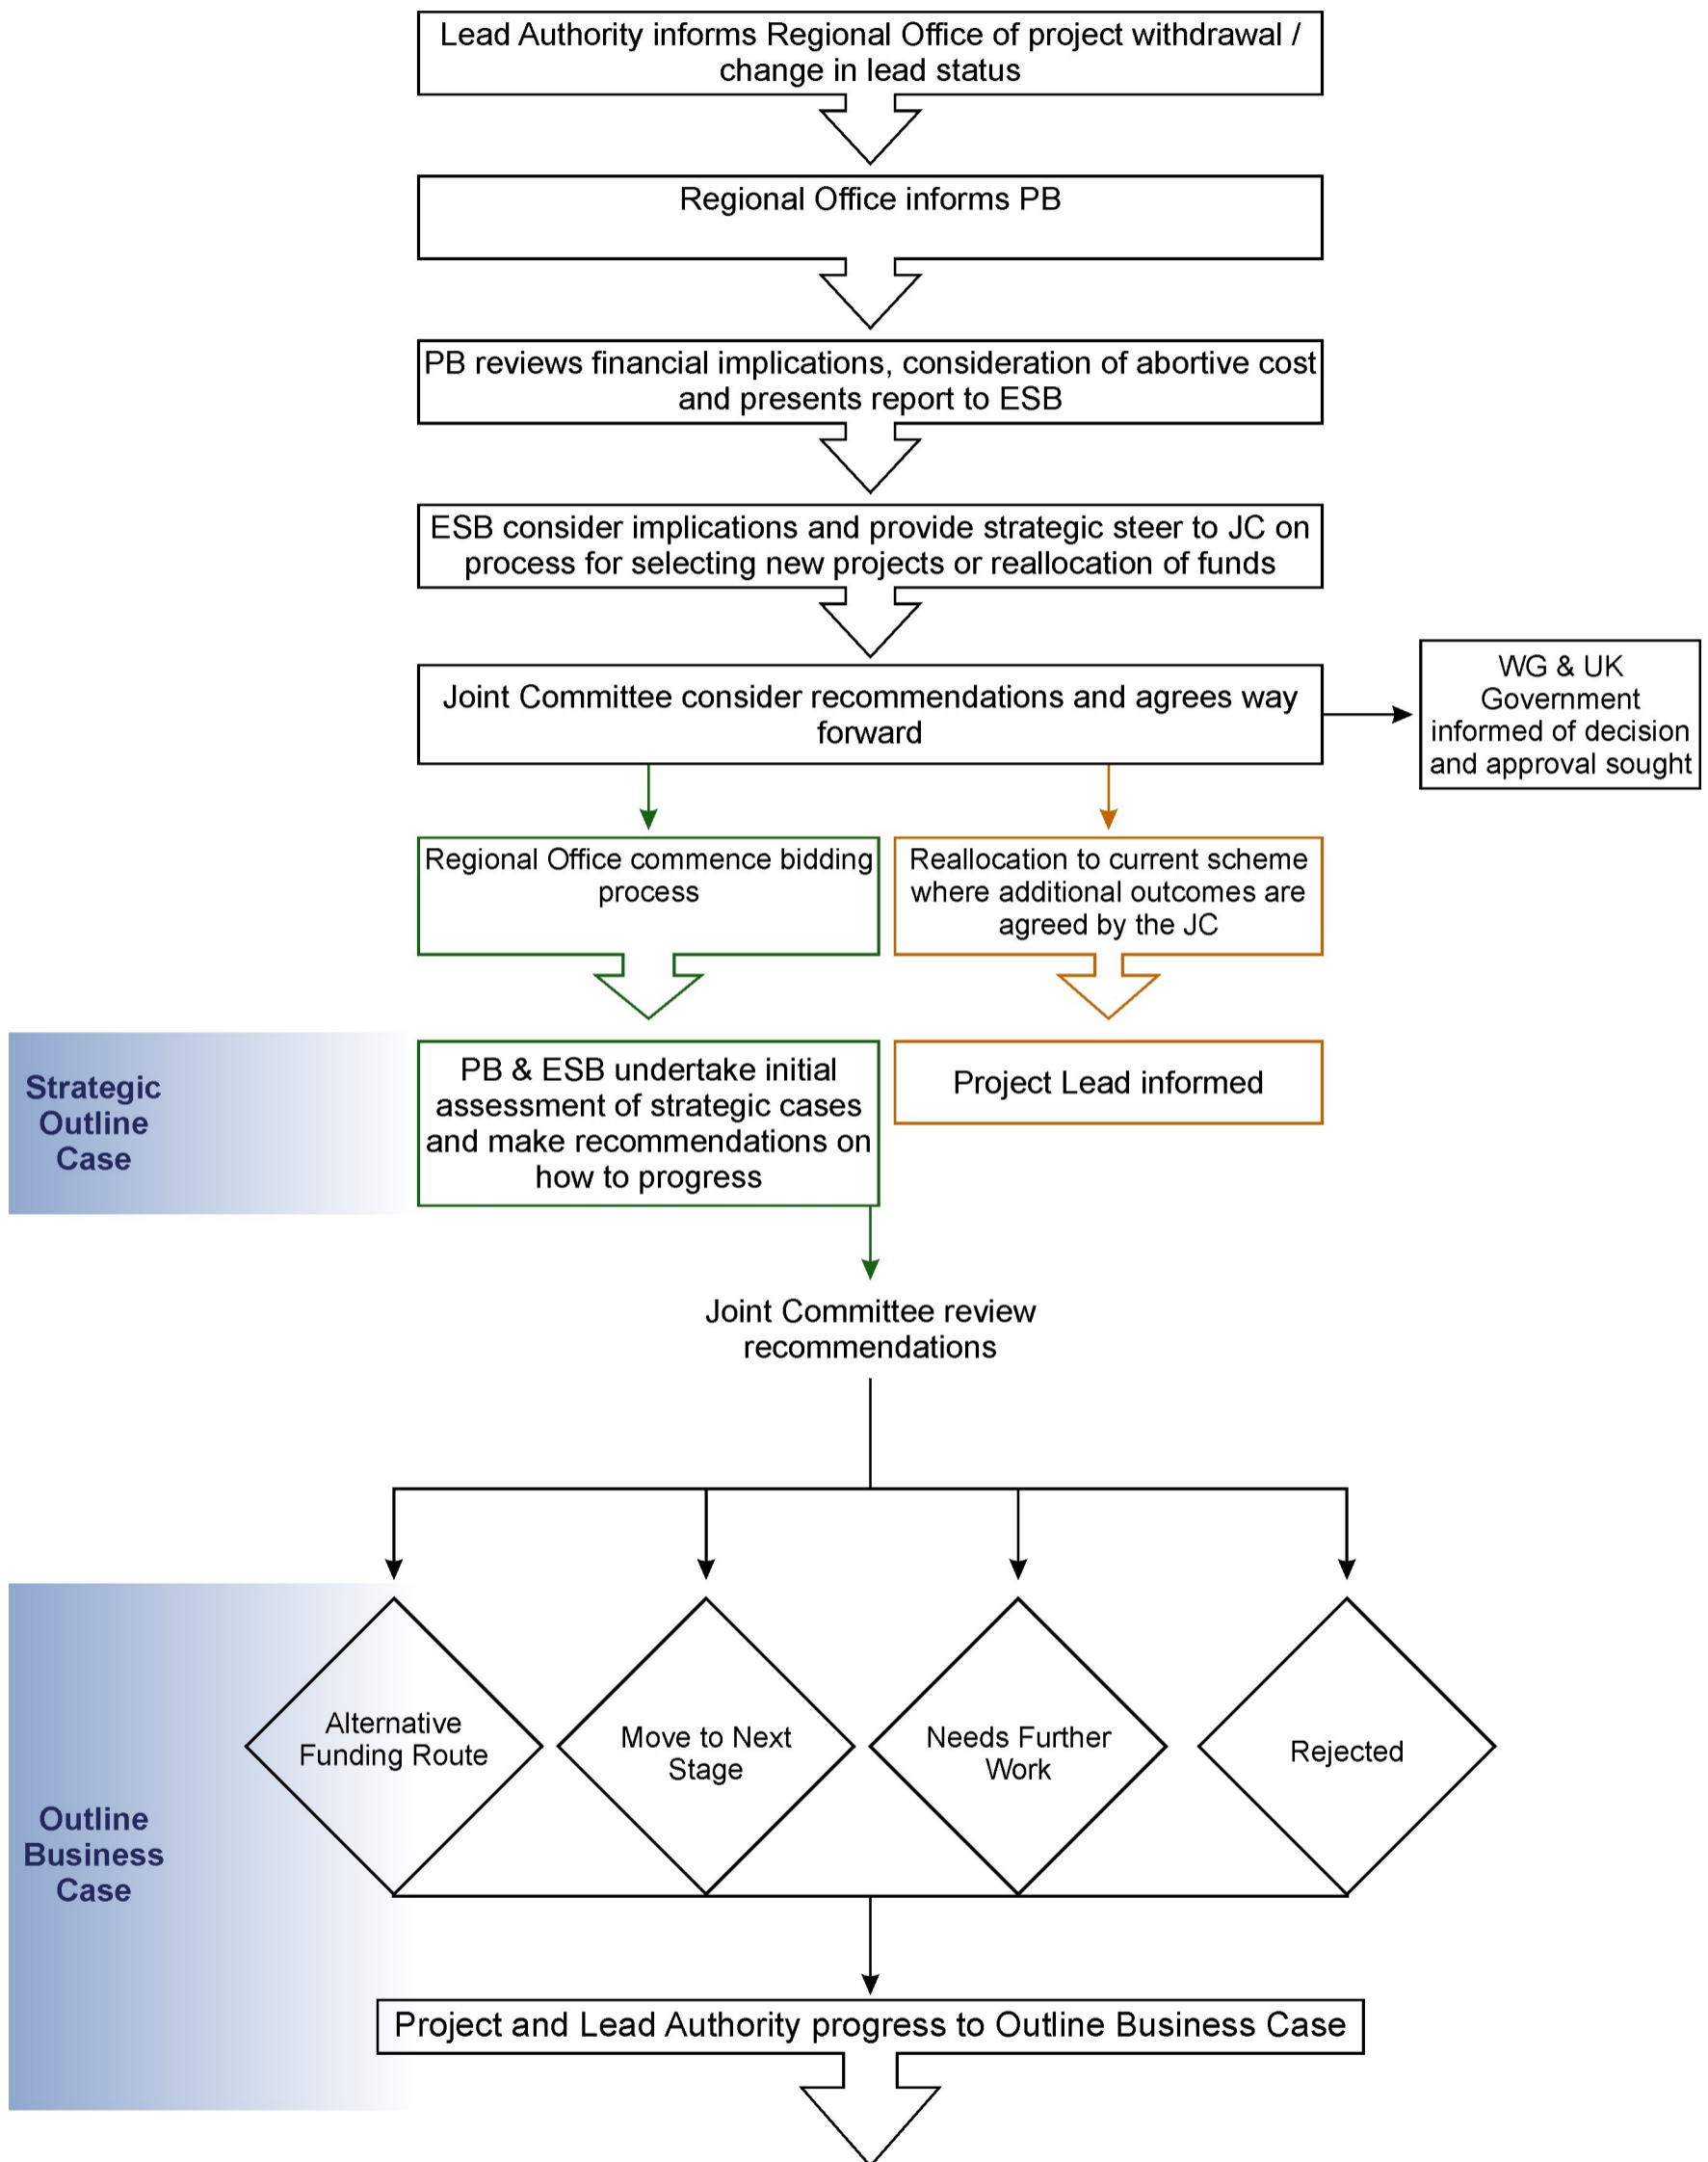 Lead Authority informs Regional Office of project withdrawal /
change in lead status
Regional Office informs PB
PB reviews financial implications, consideration of abortive cost
and presents report to ESB
ESB consider implications and provide strategic steer to JC on
process for selecting new projects or reallocation of funds
Joint Committee consider recommendations and agrees way
forward
WG & UK
Government
informed of decision
and approval sought
Regional Office commence bidding
process
Reallocation to current scheme
where additional outcomes are
agreed by the JC
Strategic
Outline
Case
PB & ESB undertake initial
assessment of strategic cases
and make recommendations on
how to progress
Project Lead informed
Joint Committee review
recommendations
Alternative
Funding Route
Move to Next
Stage
Needs Further
Work
Rejected
Outline
Business
Case
Project and Lead Authority progress to Outline Business Case